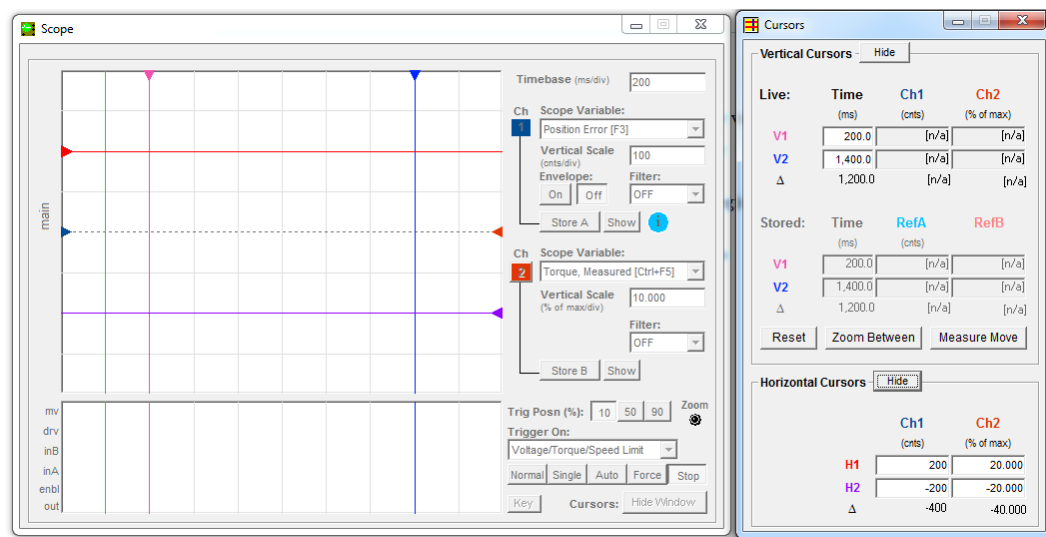 Scope
Timebase (ms/div) 200
Ch Scope Variable:
1 Position Error [F3]
Vertical Scale (cnts/div) 100
Envelope: Filter:
On Off OFF
Store A Show i
Ch Scope Variable:
2 Torque, Measured [Ctrl+F5]
Vertical Scale (% of max/div) 10.000
Filter:
OFF
Store B Show
main
mv
drv
inB
inA
enbl
out
Trig Posn (%): 10 50 90 Zoom
Trigger On:
Voltage/Torque/Speed Limit
Normal Single Auto Force Stop
Key Cursors: Hide Window
Cursors
Vertical Cursors Hide
Live: Time Ch1 Ch2
(ms) (cnts) (% of max)
V1 200.0 [n/a] [n/a]
V2 1,400.0 [n/a] [n/a]
Δ 1,200.0 [n/a] [n/a]
Stored: Time RefA RefB
(ms) (cnts)
V1 200.0 [n/a] [n/a]
V2 1,400.0 [n/a] [n/a]
Δ 1,200.0 [n/a] [n/a]
Reset Zoom Between Measure Move
Horizontal Cursors Hide
Ch1 Ch2
(cnts) (% of max)
H1 200 20.000
H2 -200 -20.000
Δ -400 -40.000